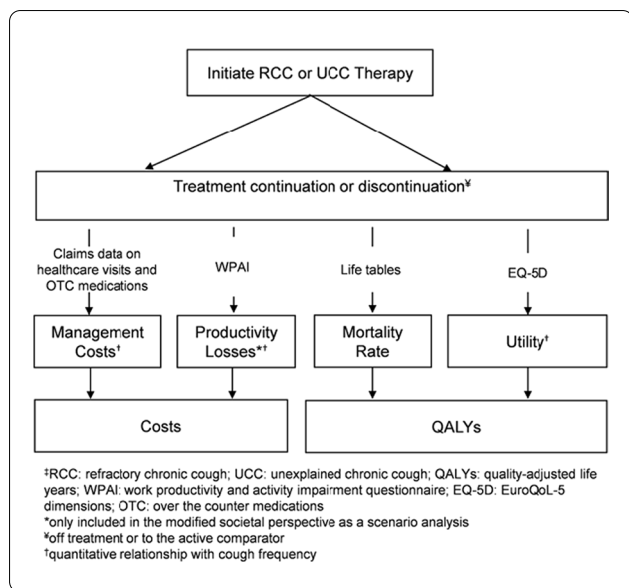 Initiate RCC or UCC Therapy
Treatment continuation or discontinuation¥
Claims data on
healthcare visits and
OTC medications
WPAI
Life tables
EQ-5D
Management
Costs†
Productivity
Losses*†
Mortality
Rate
Utility†
Costs
QALYs
‡RCC: refractory chronic cough; UCC: unexplained chronic cough; QALYs: quality-adjusted life
years; WPAI: work productivity and activity impairment questionnaire; EQ-5D: EuroQoL-5
dimensions; OTC: over the counter medications
*only included in the modified societal perspective as a scenario analysis
¥off treatment or to the active comparator
†quantitative relationship with cough frequency